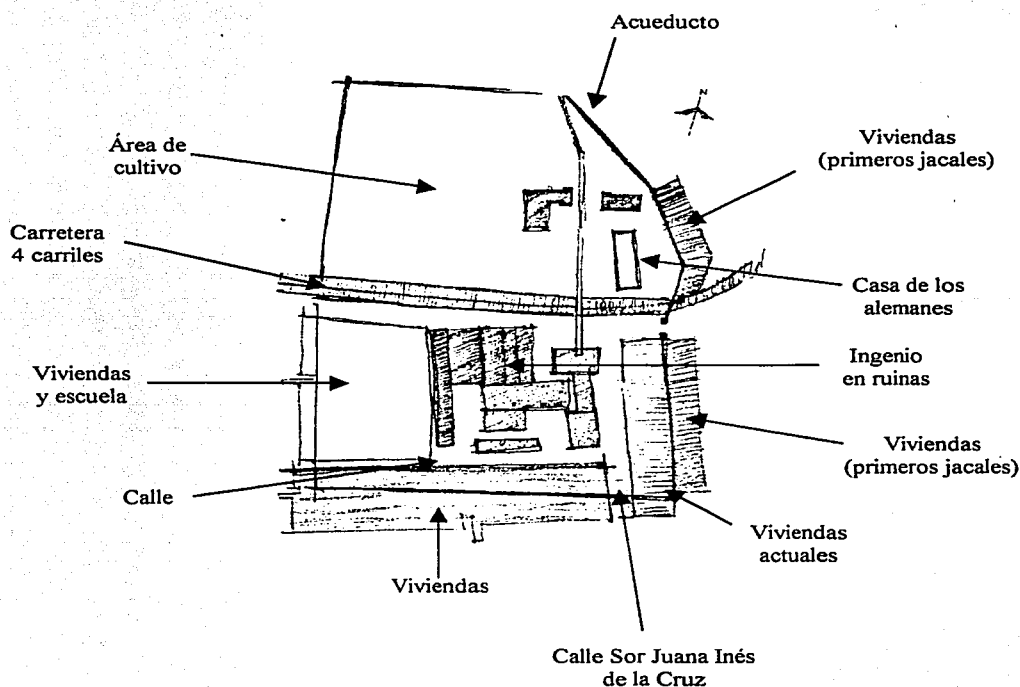 Acueducto
N
Área de
cultivo
Viviendas
(primeros jacales)
Carretera
4 carriles
Casa de los
alemanes
Viviendas
y escuela
Ingenio
en ruinas
Viviendas
(primeros jacales)
Calle
Viviendas
actuales
Viviendas
Calle Sor Juana Inés
de la Cruz